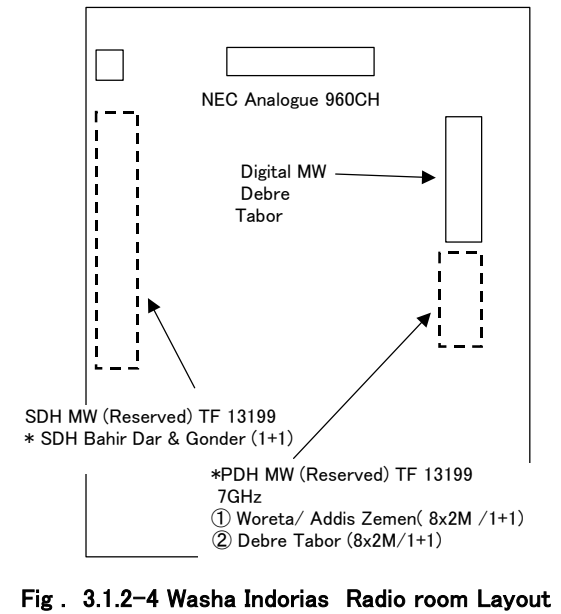 NEC Analogue 960CH
Digital MW
Debre
Tabor
SDH MW (Reserved) TF 13199
* SDH Bahir Dar & Gonder (1+1)
*PDH MW (Reserved) TF 13199
7GHz
① Woreta/ Addis Zemen( 8x2M /1+1)
② Debre Tabor (8x2M/1+1)
Fig . 3.1.2-4 Washa Indorias Radio room Layout